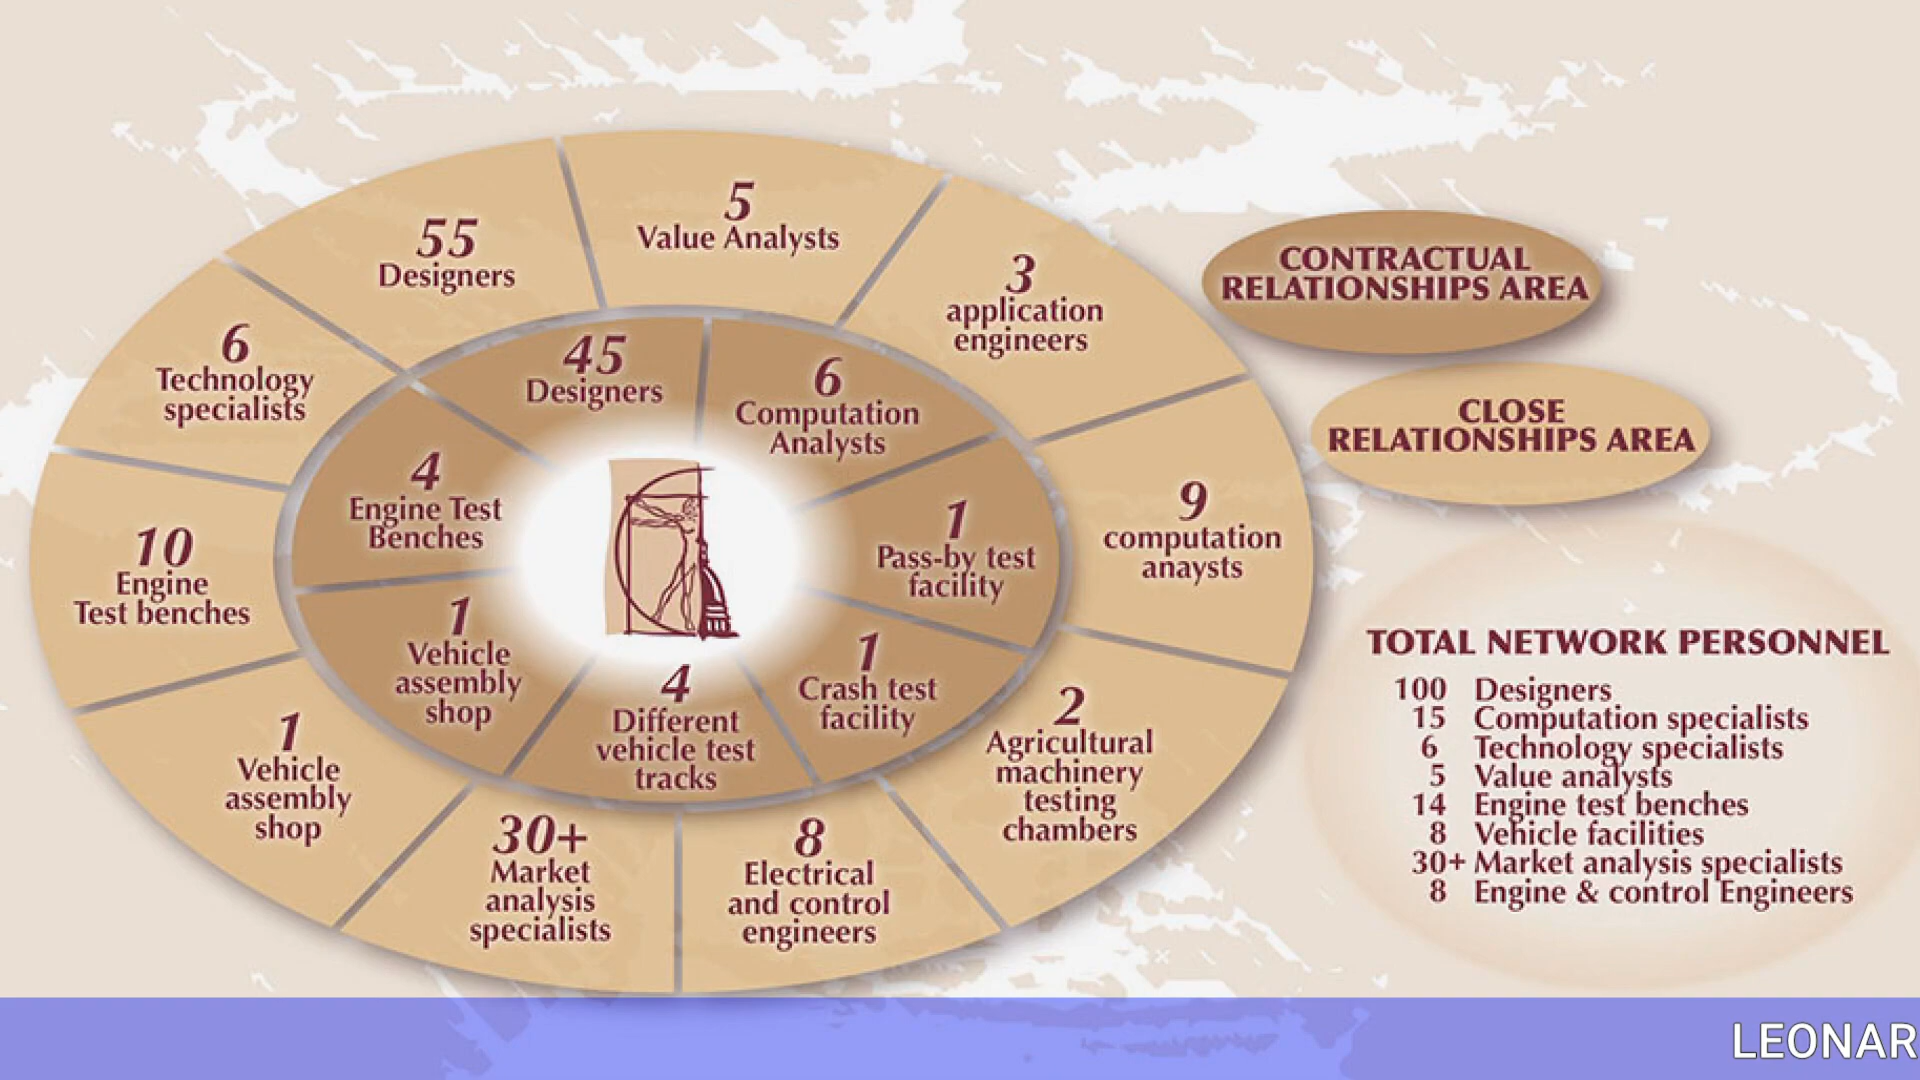 5
Value Analysts
55
Designers
3
application
engineers
6
Technology
specialists
45
Designers
6
Computation
Analysts
4
Engine Test
Benches
1
Pass-by test
facility
9
computation
anaysts
10
Engine
Test benches
1
Vehicle
assembly
shop
4
Different
vehicle test
tracks
1
Crash test
facility
2
Agricultural
machinery
testing
chambers
1
Vehicle
assembly
shop
30+
Market
analysis
specialists
8
Electrical
and control
engineers
CONTRACTUAL
RELATIONSHIPS AREA
CLOSE
RELATIONSHIPS AREA
TOTAL NETWORK PERSONNEL
100 Designers
15 Computation specialists
6 Technology specialists
5 Value analysts
14 Engine test benches
8 Vehicle facilities
30+ Market analysis specialists
8 Engine & control Engineers
LEONAR